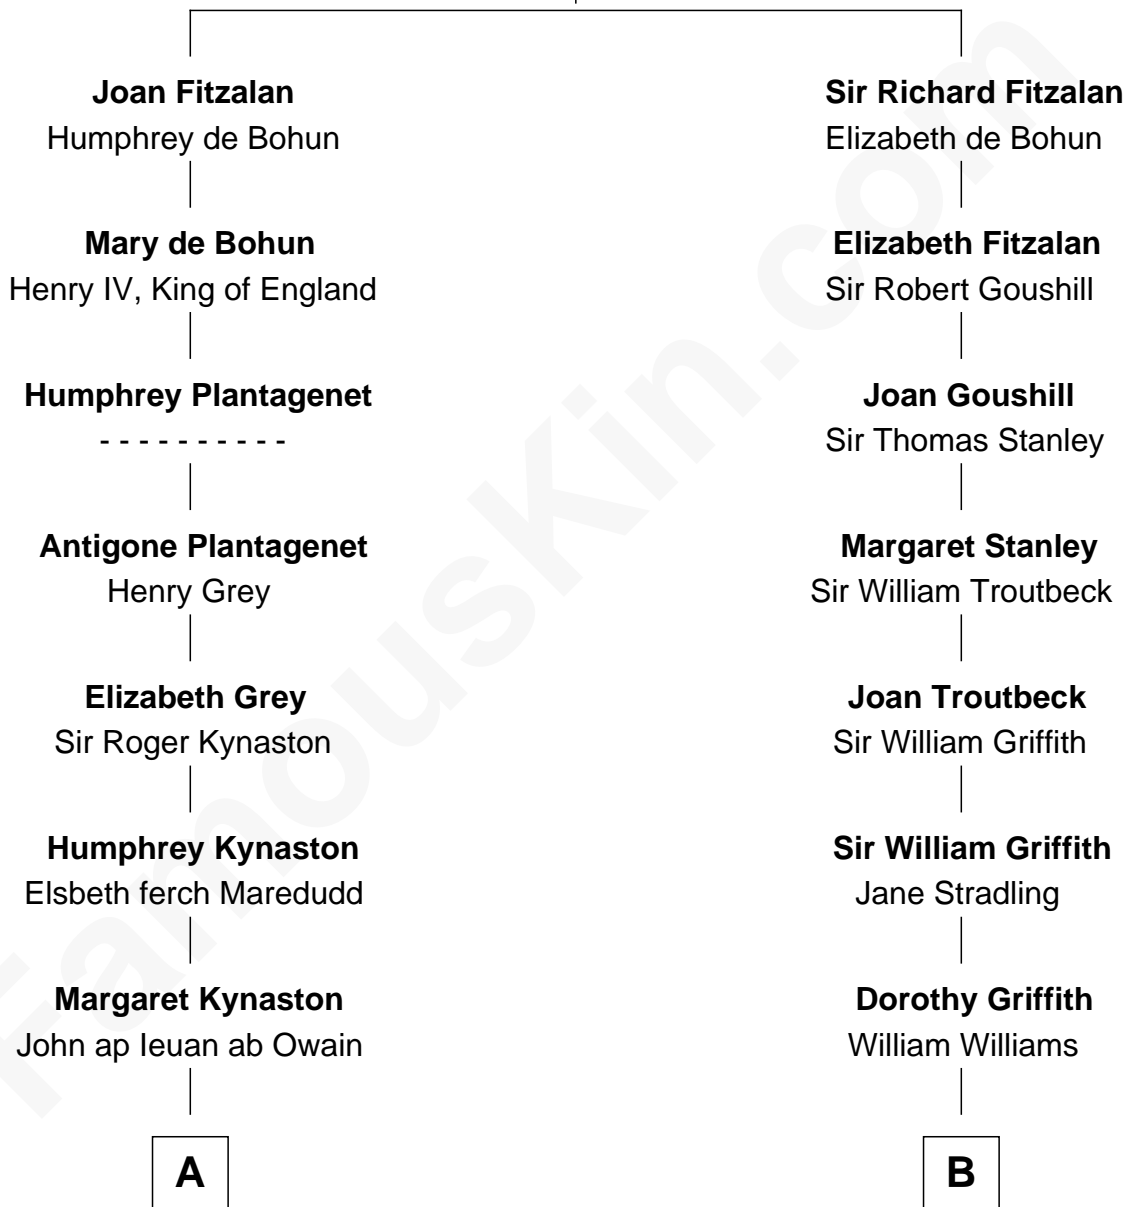 Joan Fitzalan
Humphrey de Bohun
Mary de Bohun
Henry IV, King of England
Humphrey Plantagenet
- - - - - - - - - -
Antigone Plantagenet
Henry Grey
Elizabeth Grey
Sir Roger Kynaston
Humphrey Kynaston
Elsbeth ferch Maredudd
Margaret Kynaston
John ap Ieuan ab Owain
A
Sir Richard Fitzalan
Elizabeth de Bohun
Elizabeth Fitzalan
Sir Robert Goushill
Joan Goushill
Sir Thomas Stanley
Margaret Stanley
Sir William Troutbeck
Joan Troutbeck
Sir William Griffith
Sir William Griffith
Jane Stradling
Dorothy Griffith
William Williams
B
FamousKin.com